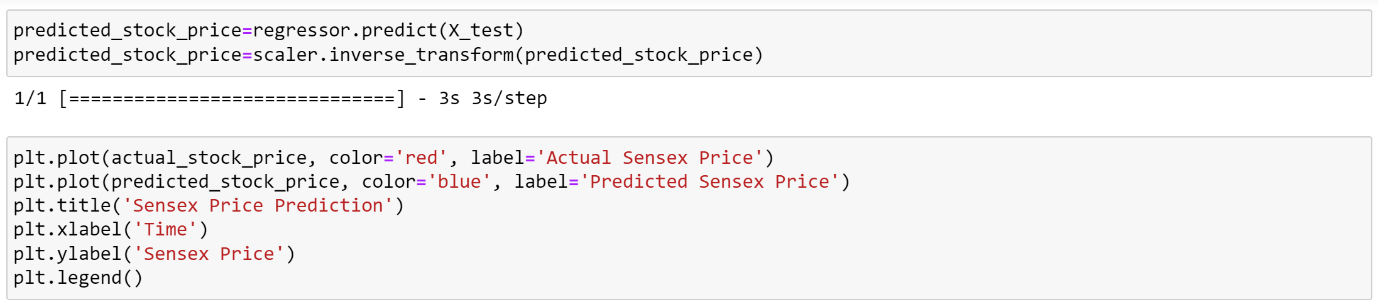 predicted_stock_price=regressor.predict(X_test)
predicted_stock_price=scaler.inverse_transform(predicted_stock_price)
1/1 [==============================] - 3s 3s/step
plt.plot(actual_stock_price, color='red', label='Actual Sensex Price')
plt.plot(predicted_stock_price, color='blue', label='Predicted Sensex Price')
plt.title('Sensex Price Prediction')
plt.xlabel('Time')
plt.ylabel('Sensex Price')
plt.legend()